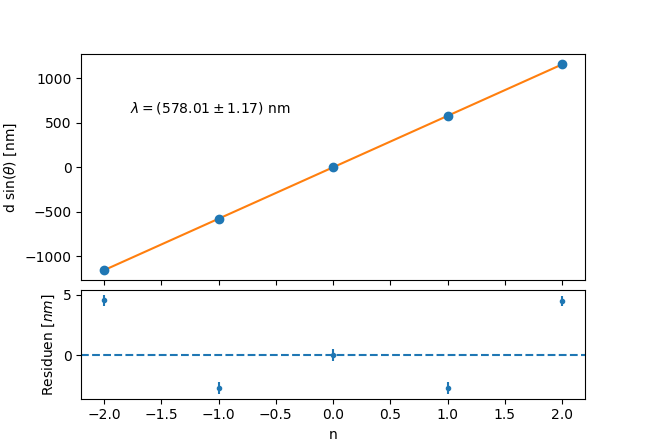 1000
500
0
−500
−1000
d sin(θ) [nm]
λ = (578.01 ± 1.17) nm
5
0
Residuen [nm]
−2.0 −1.5 −1.0 −0.5 0.0 0.5 1.0 1.5 2.0
n